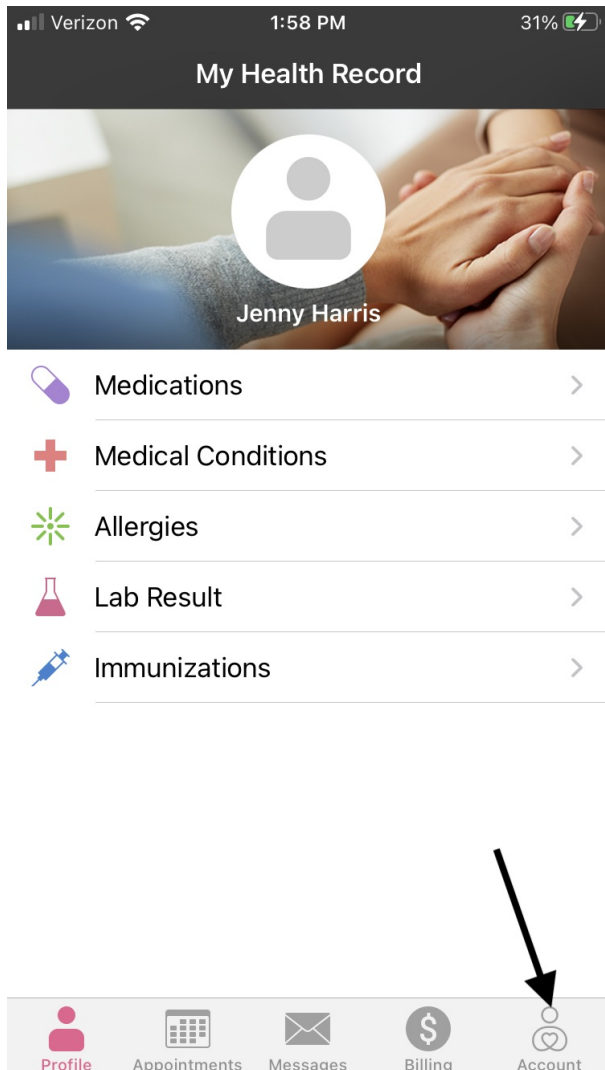 Verizon 1:58 PM 31%
My Health Record
Jenny Harris
Medications
Medical Conditions
Allergies
Lab Result
Immunizations
$
Profile Appointments Messages Billing Account